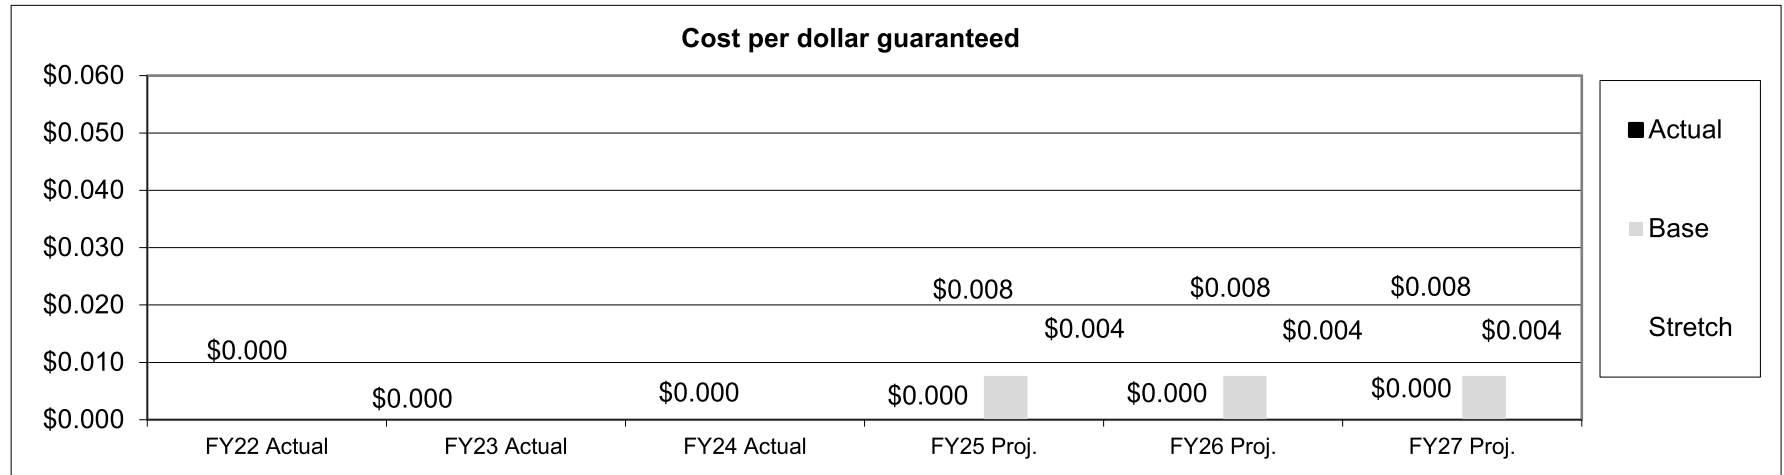 Cost per dollar guaranteed
$0.060
$0.050
$0.040
$0.030
$0.020
$0.010
$0.000
$0.000
$0.000
$0.000
$0.000
$0.008
$0.004
$0.000
$0.008
$0.004
$0.000
$0.008
$0.004
FY22 Actual
FY23 Actual
FY24 Actual
FY25 Proj.
FY26 Proj.
FY27 Proj.
Actual
Base
Stretch